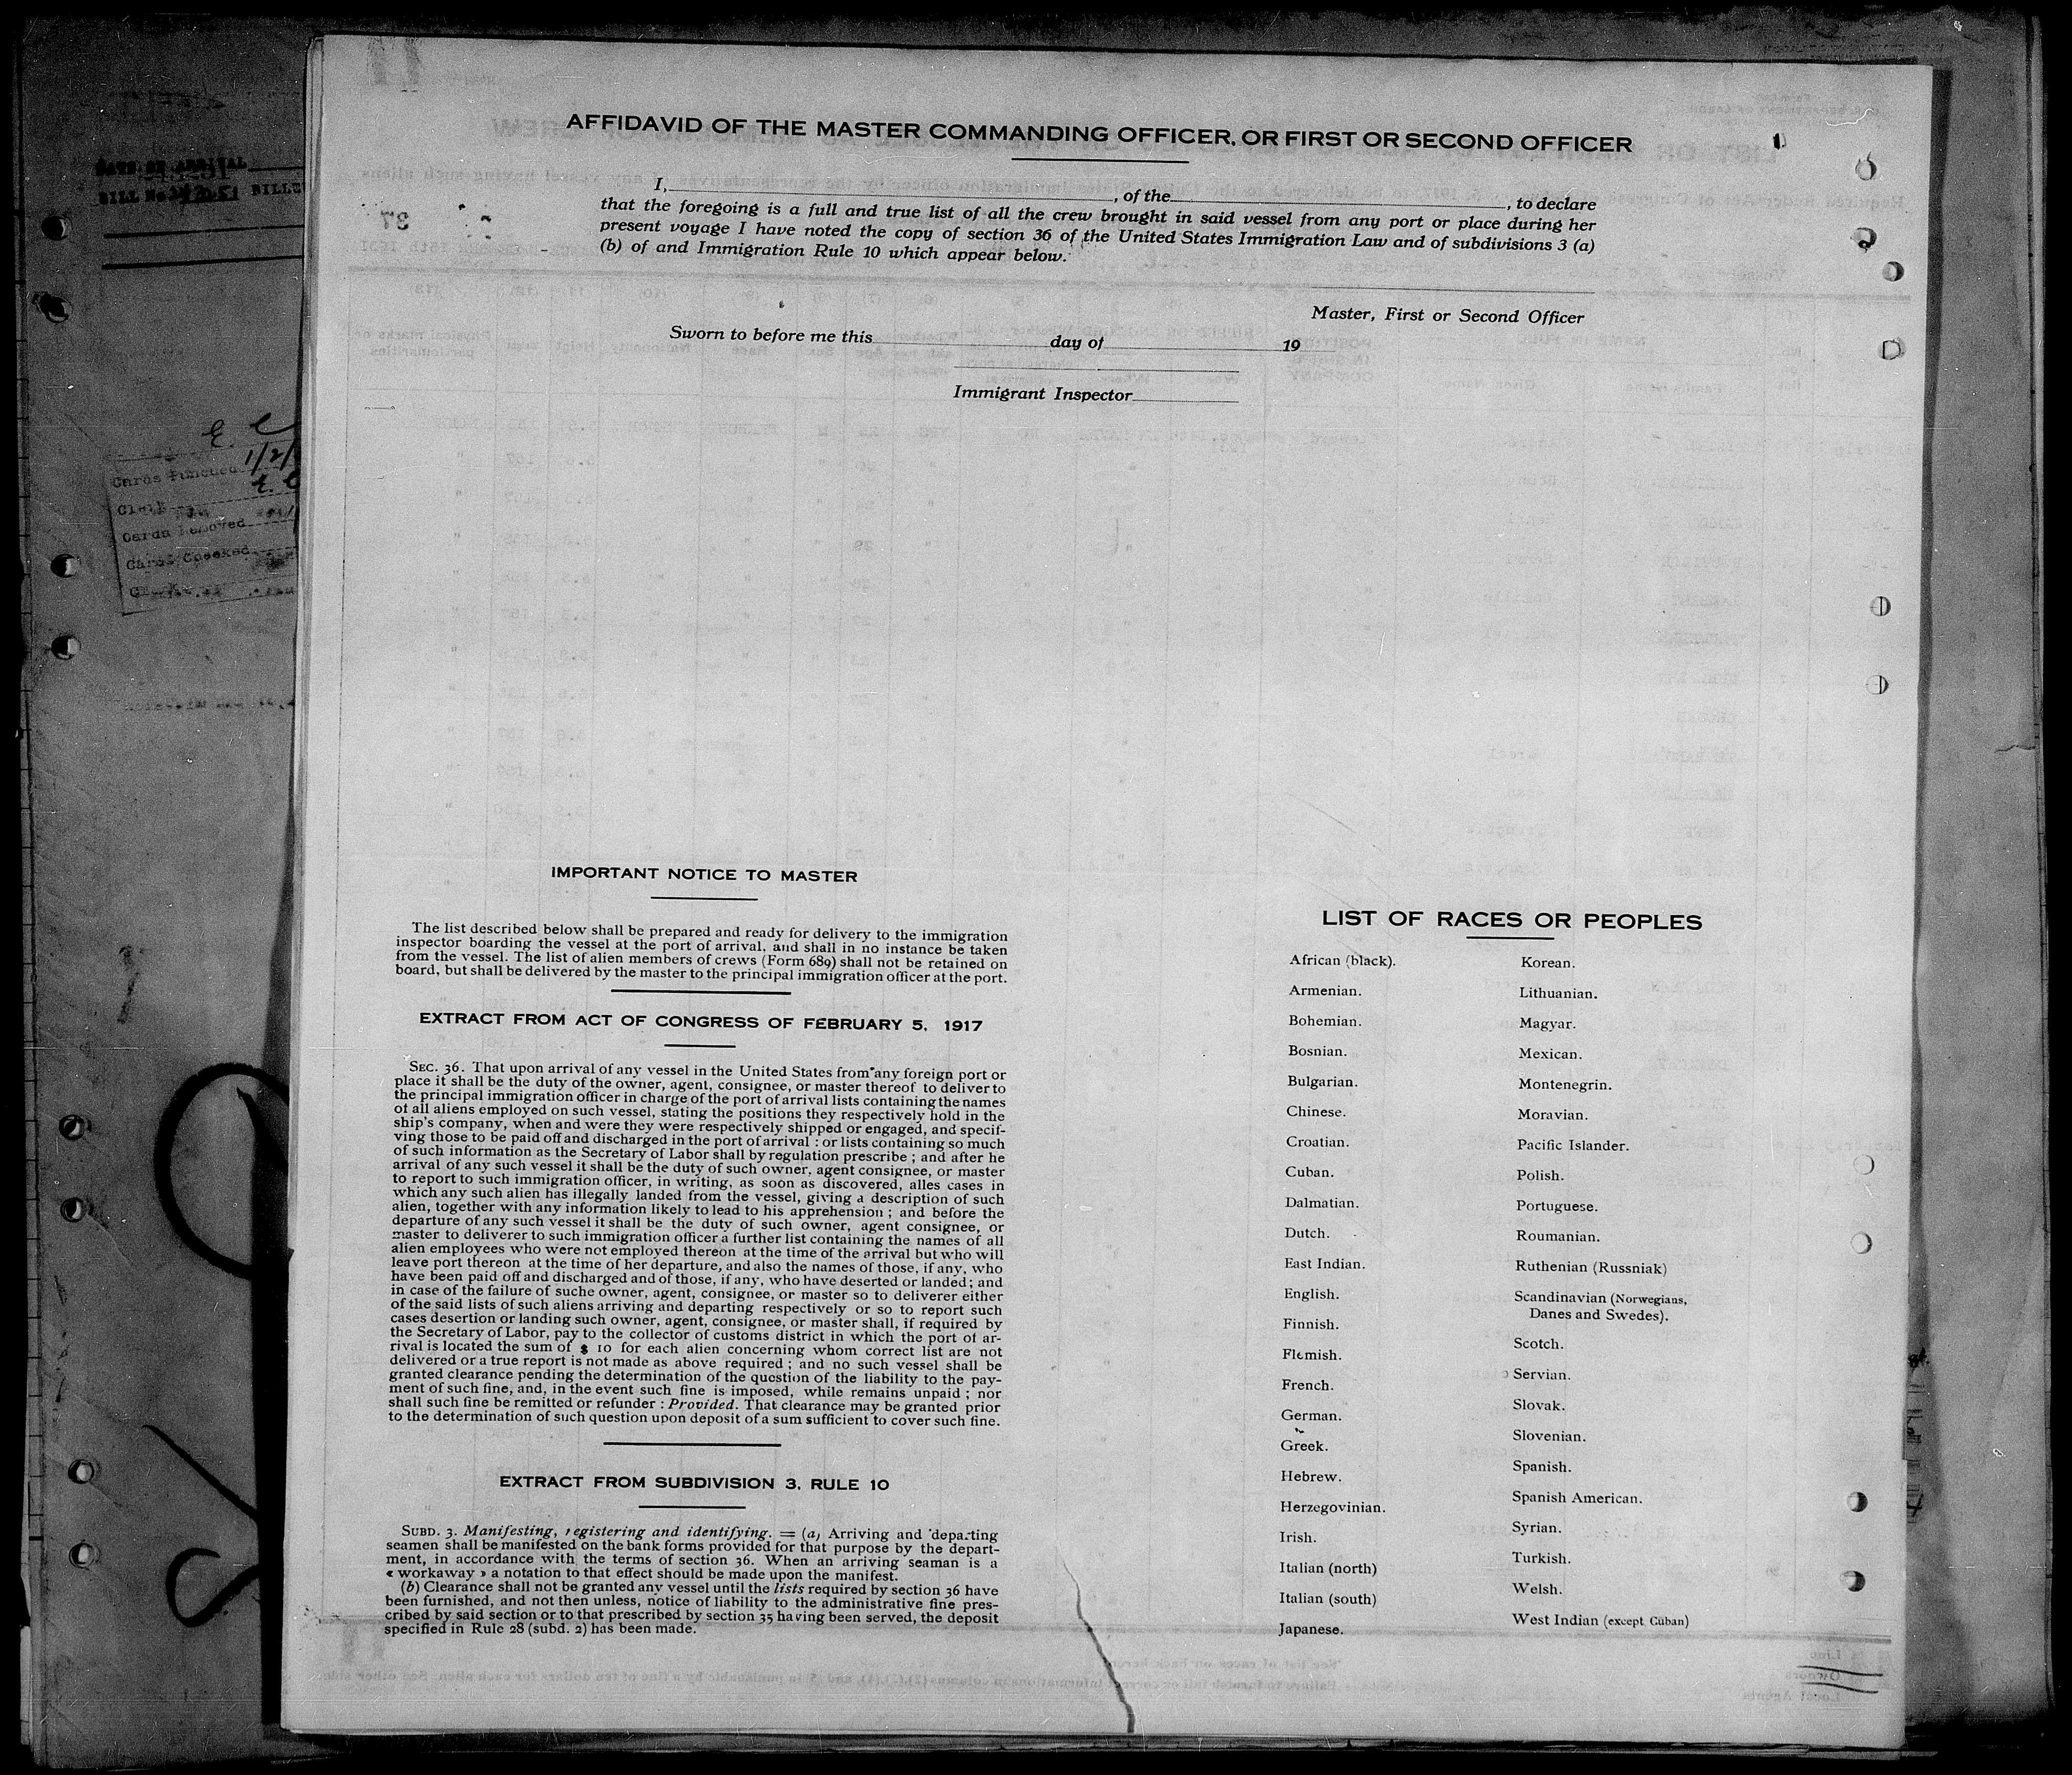 AFFIDAVID OF THE MASTER COMMANDING OFFICER, OR FIRST OR SECOND OFFICER
I, , of the , to declare
that the foregoing is a full and true list of all the crew brought in said vessel from any port or place during her
present voyage I have noted the copy of section 36 of the United States Immigration Law and of subdivisions 3 (a)
(b) of and Immigration Rule 10 which appear below.
Master, First or Second Officer
Sworn to before me this day of 19
Immigrant Inspector
DATE OF ARRIVAL
BILL No.
1/2/
Cards Punched
Cards Removed
Cards Checked
IMPORTANT NOTICE TO MASTER
The list described below shall be prepared and ready for delivery to the immigration
inspector boarding the vessel at the port of arrival, and shall in no instance be taken
from the vessel. The list of alien members of crews (Form 689) shall not be retained on
board, but shall be delivered by the master to the principal immigration officer at the port.
EXTRACT FROM ACT OF CONGRESS OF FEBRUARY 5, 1917
SEC. 36. That upon arrival of any vessel in the United States from any foreign port or
place it shall be the duty of the owner, agent, consignee, or master thereof to deliver to
the principal immigration officer in charge of the port of arrival lists containing the names
of all aliens employed on such vessel, stating the positions they respectively hold in the
ship's company, when and were they were respectively shipped or engaged, and specif-
ving those to be paid off and discharged in the port of arrival : or lists containing so much
of such information as the Secretary of Labor shall by regulation prescribe ; and after he
arrival of any such vessel it shall be the duty of such owner, agent consignee, or master
to report to such immigration officer, in writing, as soon as discovered, alles cases in
which any such alien has illegally landed from the vessel, giving a description of such
alien, together with any information likely to lead to his apprehension ; and before the
departure of any such vessel it shall be the duty of such owner, agent consignee, or
master to deliverer to such immigration officer a further list containing the names of all
alien employees who were not employed thereon at the time of the arrival but who will
leave port thereon at the time of her departure, and also the names of those, if any, who
have been paid off and discharged and of those, if any, who have deserted or landed ; and
in case of the failure of suche owner, agent, consignee, or master so to deliverer either
of the said lists of such aliens arriving and departing respectively or so to report such
cases desertion or landing such owner, agent, consignee, or master shall, if required by
the Secretary of Labor, pay to the collector of customs district in which the port of ar-
rival is located the sum of $ 10 for each alien concerning whom correct list are not
delivered or a true report is not made as above required ; and no such vessel shall be
granted clearance pending the determination of the question of the liability to the pay-
ment of such fine, and, in the event such fine is imposed, while remains unpaid ; nor
shall such fine be remitted or refunder : Provided. That clearance may be granted prior
to the determination of such question upon deposit of a sum sufficient to cover such fine.
EXTRACT FROM SUBDIVISION 3, RULE 10
SUBD. 3. Manifesting, registering and identifying. = (a) Arriving and departing
seamen shall be manifested on the bank forms provided for that purpose by the depart-
ment, in accordance with the terms of section 36. When an arriving seaman is a
« workaway » a notation to that effect should be made upon the manifest.
(b) Clearance shall not be granted any vessel until the lists required by section 36 have
been furnished, and not then unless, notice of liability to the administrative fine pres-
cribed by said section or to that prescribed by section 35 having been served, the deposit
specified in Rule 28 (subd. 2) has been made.
LIST OF RACES OR PEOPLES
African (black).
Armenian.
Bohemian.
Bosnian.
Bulgarian.
Chinese.
Croatian.
Cuban.
Dalmatian.
Dutch.
East Indian.
English.
Finnish.
Flemish.
French.
German.
Greek.
Hebrew.
Herzegovinian.
Irish.
Italian (north)
Italian (south)
Japanese.
Korean.
Lithuanian.
Magyar.
Mexican.
Montenegrin.
Moravian.
Pacific Islander.
Polish.
Portuguese.
Roumanian.
Ruthenian (Russniak)
Scandinavian (Norwegians,
Danes and Swedes).
Scotch.
Servian.
Slovak.
Slovenian.
Spanish.
Spanish American.
Syrian.
Turkish.
Welsh.
West Indian (except Cuban)